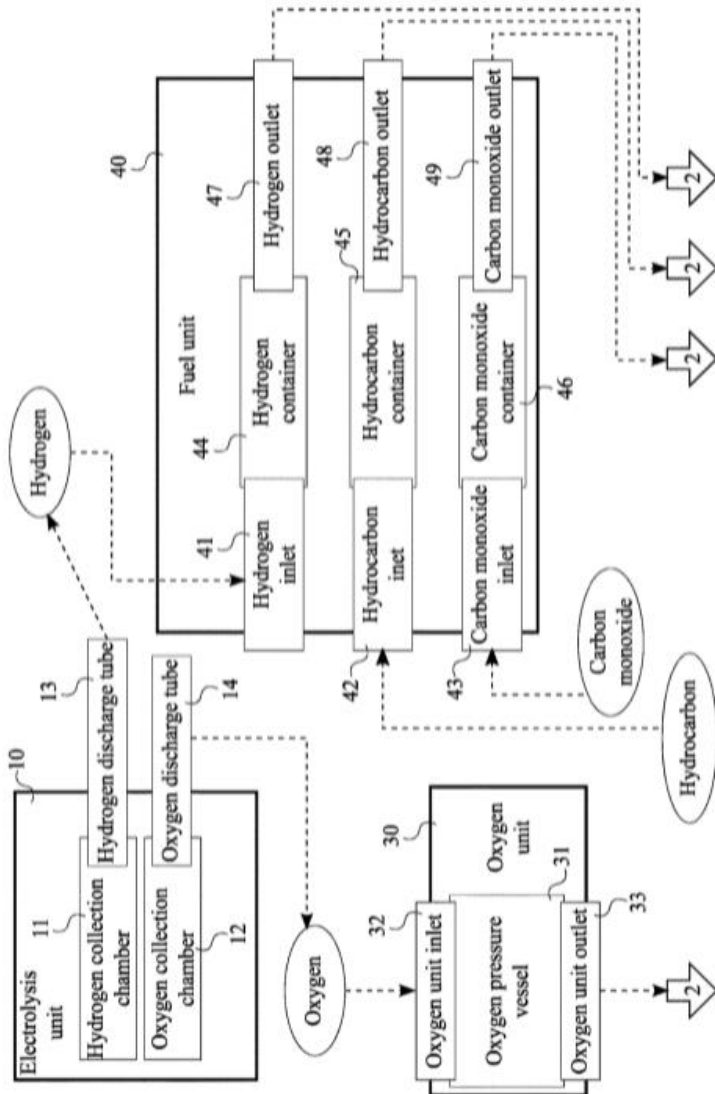 Electrolysis
unit
10
11
Hydrogen collection
chamber
Hydrogen discharge tube
13
Oxygen collection
chamber
12
Oxygen discharge tube
14
Hydrogen
Oxygen
30
Oxygen
unit
32
Oxygen unit inlet
Oxygen pressure
vessel
31
Oxygen unit outlet
33
2
Fuel unit
40
41
Hydrogen
inlet
44
Hydrogen
container
47
Hydrogen outlet
42
Hydrocarbon
inet
Hydrocarbon
container
45
Hydrocarbon outlet
48
43
Carbon monoxide
inlet
Carbon monoxide
container
46
Carbon monoxide outlet
49
Carbon
monoxide
Hydrocarbon
2
2
2